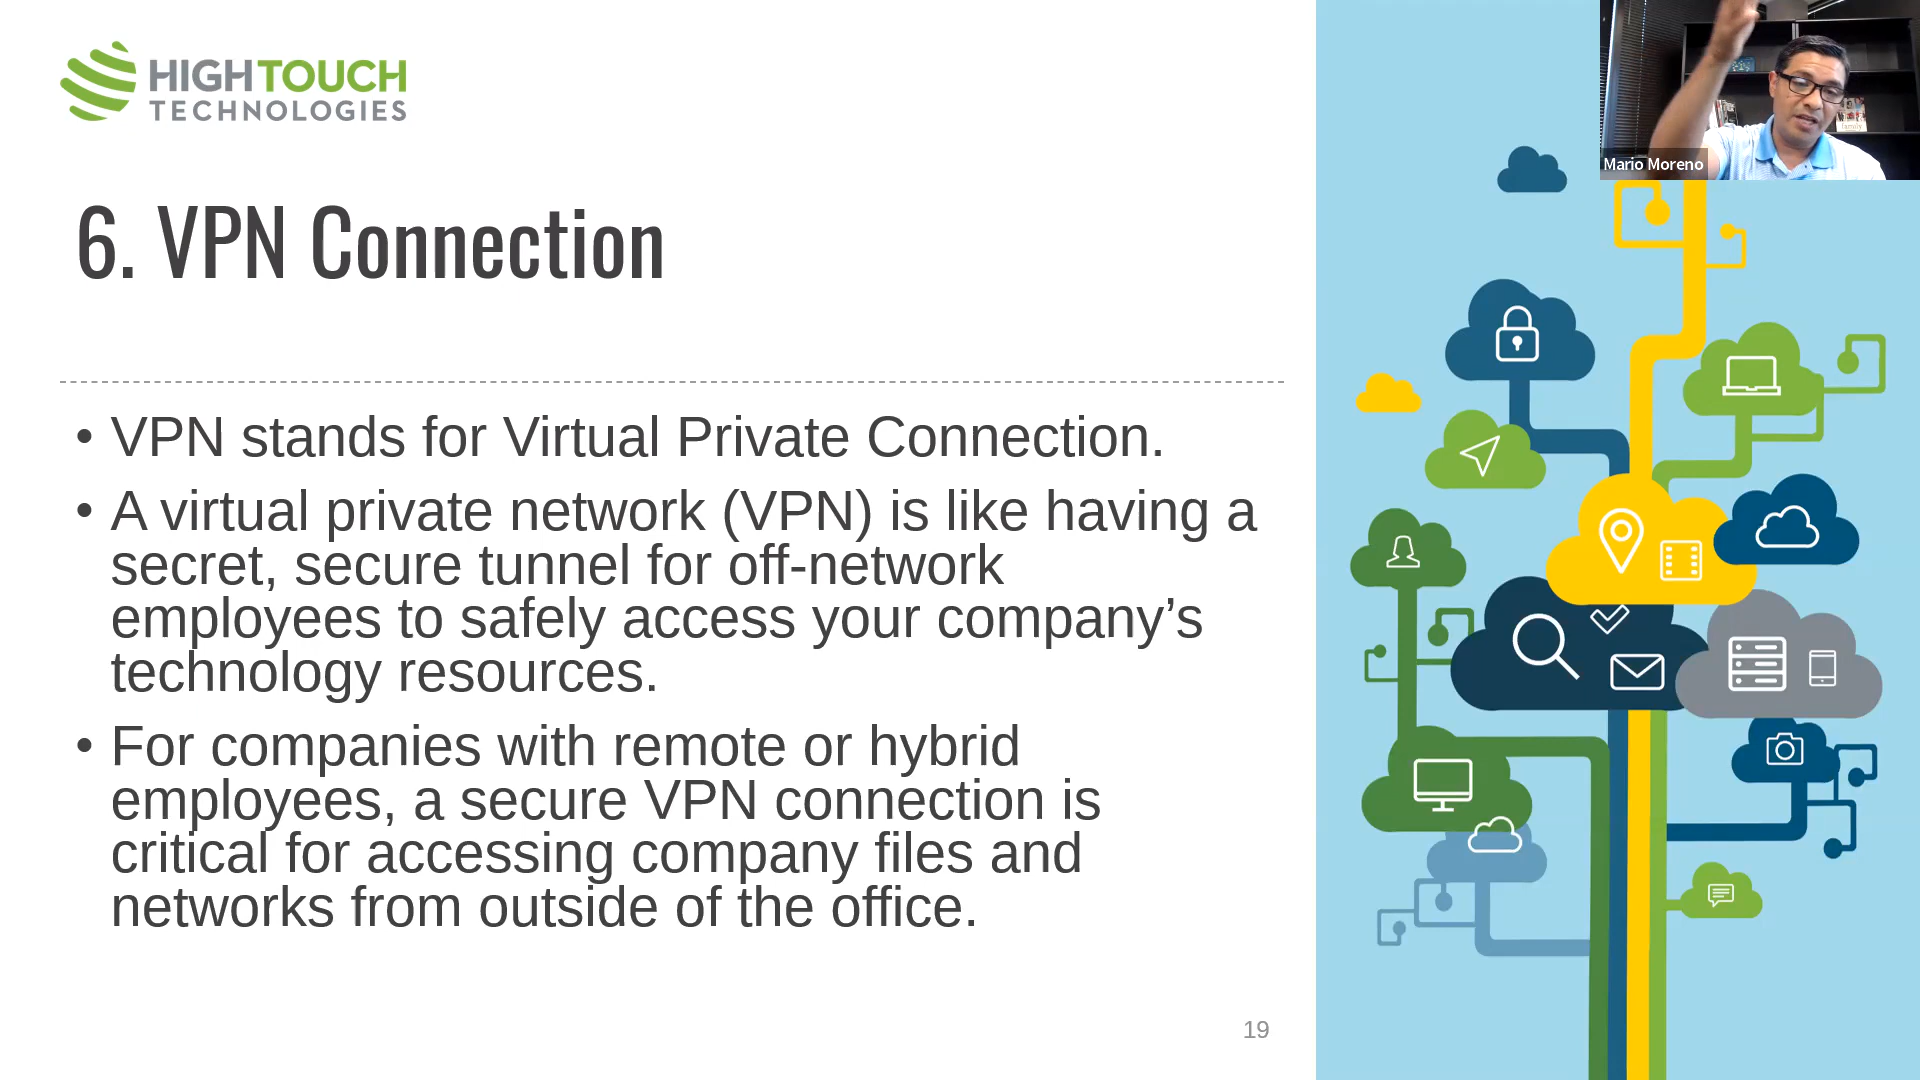 HIGHTOUCH
TECHNOLOGIES
Mario Moreno
6. VPN Connection
• VPN stands for Virtual Private Connection.
• A virtual private network (VPN) is like having a
secret, secure tunnel for off-network
employees to safely access your company’s
technology resources.
• For companies with remote or hybrid
employees, a secure VPN connection is
critical for accessing company files and
networks from outside of the office.
19